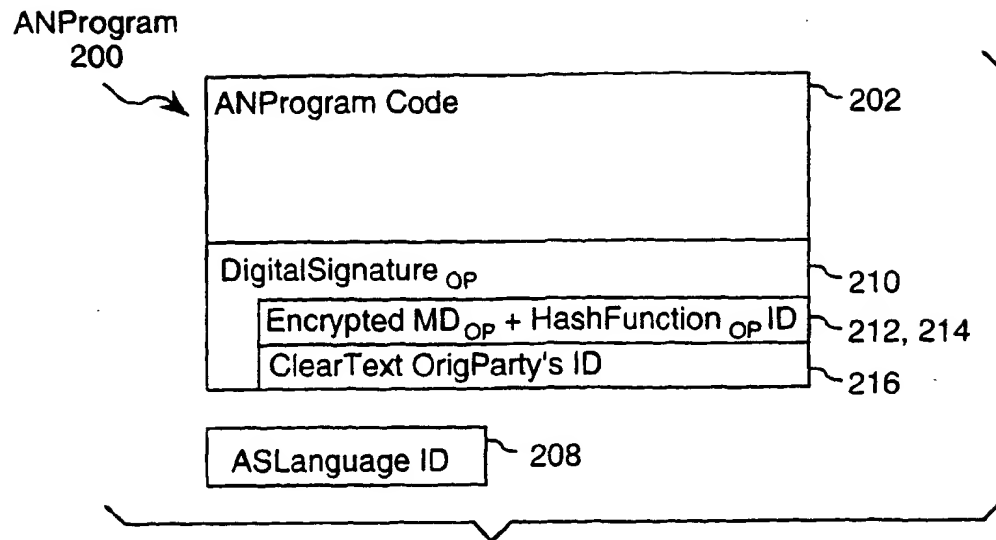 ANProgram
200
ANProgram Code
202
DigitalSignature OP
210
Encrypted MD OP + HashFunction OP ID
212, 214
ClearText OrigParty's ID
216
ASLanguage ID
208